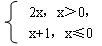 2x, x>0,
x+1, x≤0